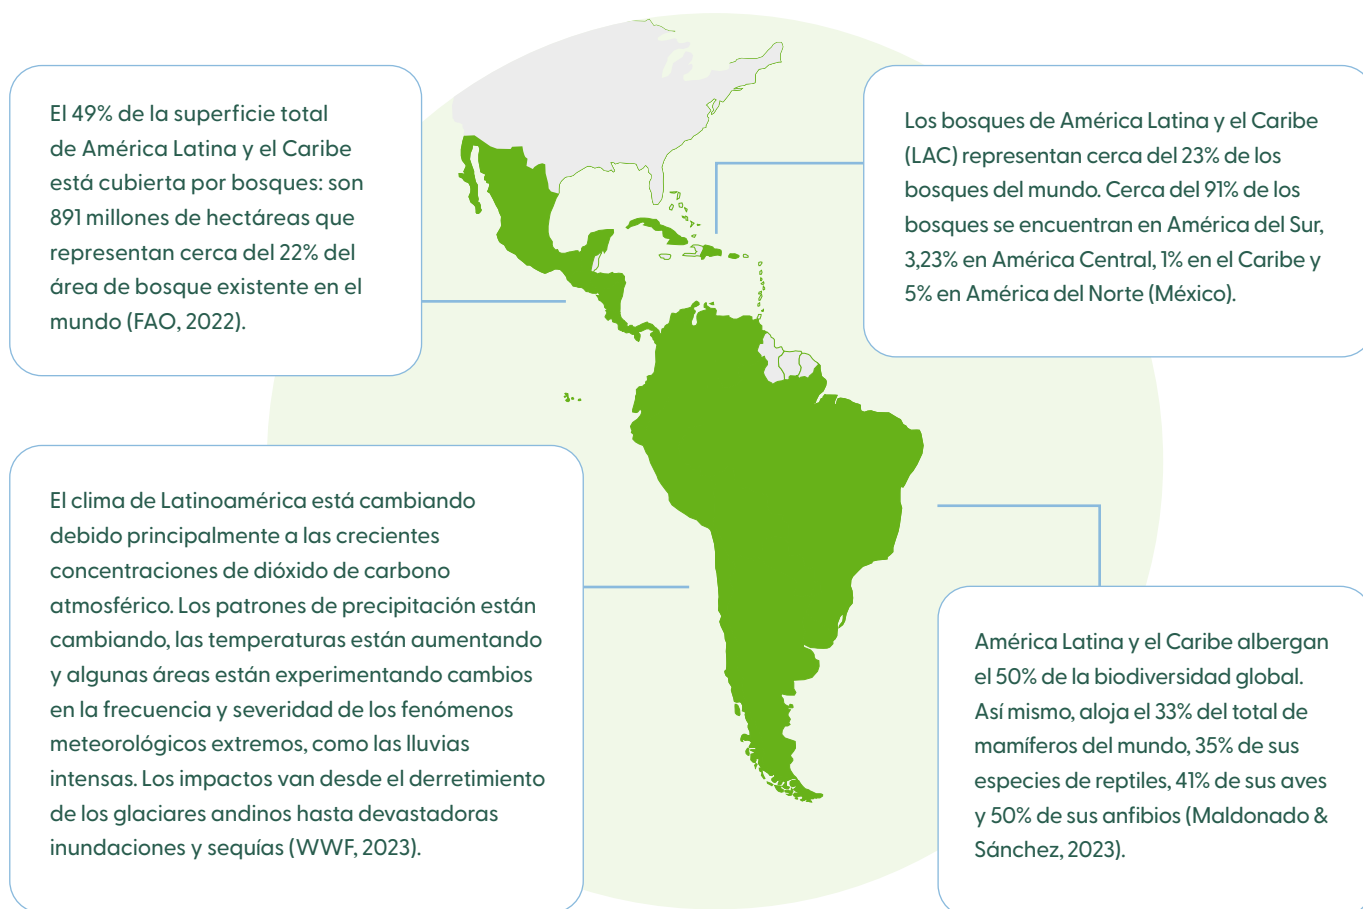 El 49% de la superficie total
de América Latina y el Caribe
está cubierta por bosques: son
891 millones de hectáreas que
representan cerca del 22% del
área de bosque existente en el
mundo (FAO, 2022).
Los bosques de América Latina y el Caribe
(LAC) representan cerca del 23% de los
bosques del mundo. Cerca del 91% de los
bosques se encuentran en América del Sur,
3,23% en América Central, 1% en el Caribe y
5% en América del Norte (México).
El clima de Latinoamérica está cambiando
debido principalmente a las crecientes
concentraciones de dióxido de carbono
atmosférico. Los patrones de precipitación están
cambiando, las temperaturas están aumentando
y algunas áreas están experimentando cambios
en la frecuencia y severidad de los fenómenos
meteorológicos extremos, como las lluvias
intensas. Los impactos van desde el derretimiento
de los glaciares andinos hasta devastadoras
inundaciones y sequías (WWF, 2023).
América Latina y el Caribe albergan
el 50% de la biodiversidad global.
Así mismo, aloja el 33% del total de
mamíferos del mundo, 35% de sus
especies de reptiles, 41% de sus aves
y 50% de sus anfibios (Maldonado &
Sánchez, 2023).